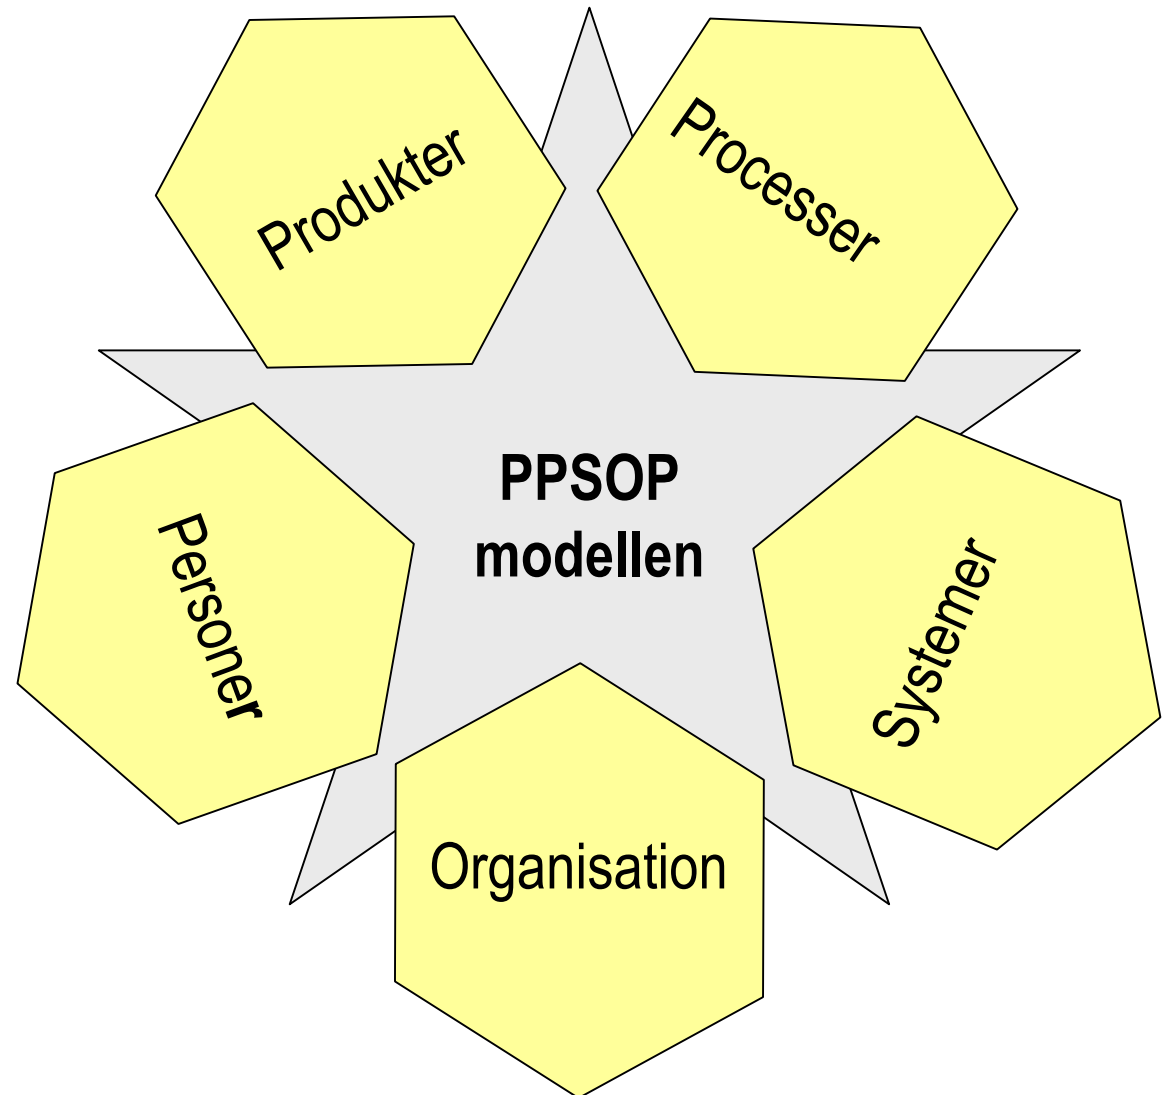 Produkter
Processer
PPSOP
modellen
Personer
Systemer
Organisation